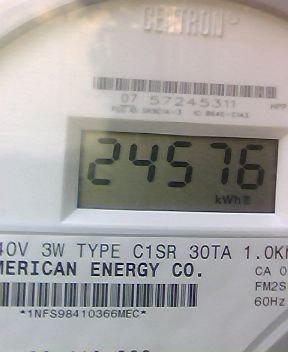 CENTRON
07 57245311
24576
kWh
40V 3W TYPE C1SR 30TA 1.0K
MERICAN ENERGY CO.
CA 0
FM2S
60Hz
*1NFS98410366MEC*